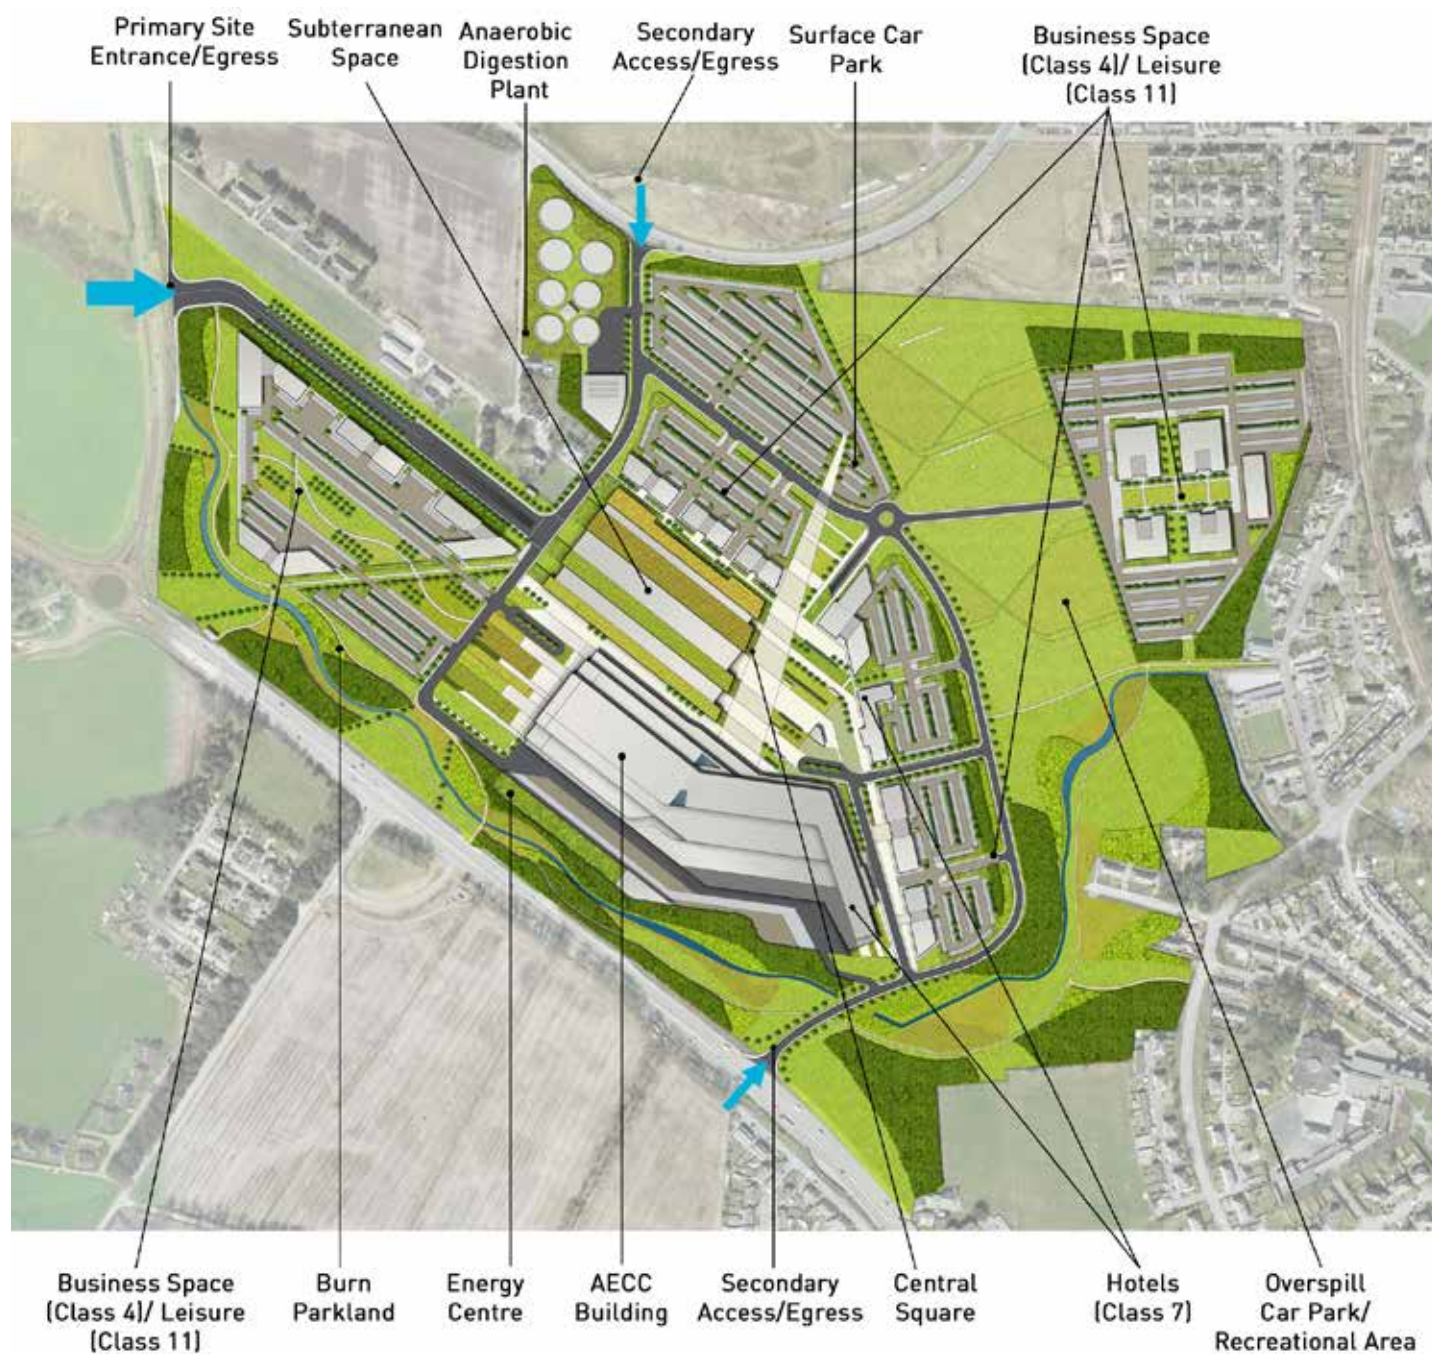 Primary Site
Entrance/Egress
Subterranean
Space
Anaerobic
Digestion
Plant
Secondary
Access/Egress
Surface Car
Park
Business Space
(Class 4)/ Leisure
(Class 11)
Business Space
(Class 4)/ Leisure
(Class 11)
Burn
Parkland
Energy
Centre
AECC
Building
Secondary
Access/Egress
Central
Square
Hotels
(Class 7)
Overspill
Car Park/
Recreational Area